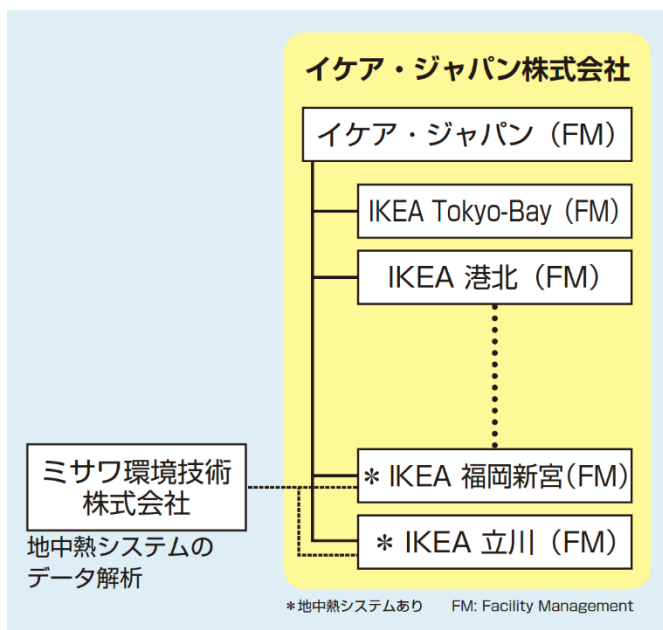 イケア・ジャパン株式会社
イケア・ジャパン（FM）
IKEA Tokyo-Bay（FM）
IKEA 港北（FM）
＊IKEA 福岡新宮（FM）
＊ IKEA 立川（FM）
ミサワ環境技術
株式会社
地中熱システムの
データ解析
＊地中熱システムあり　FM: Facility Management